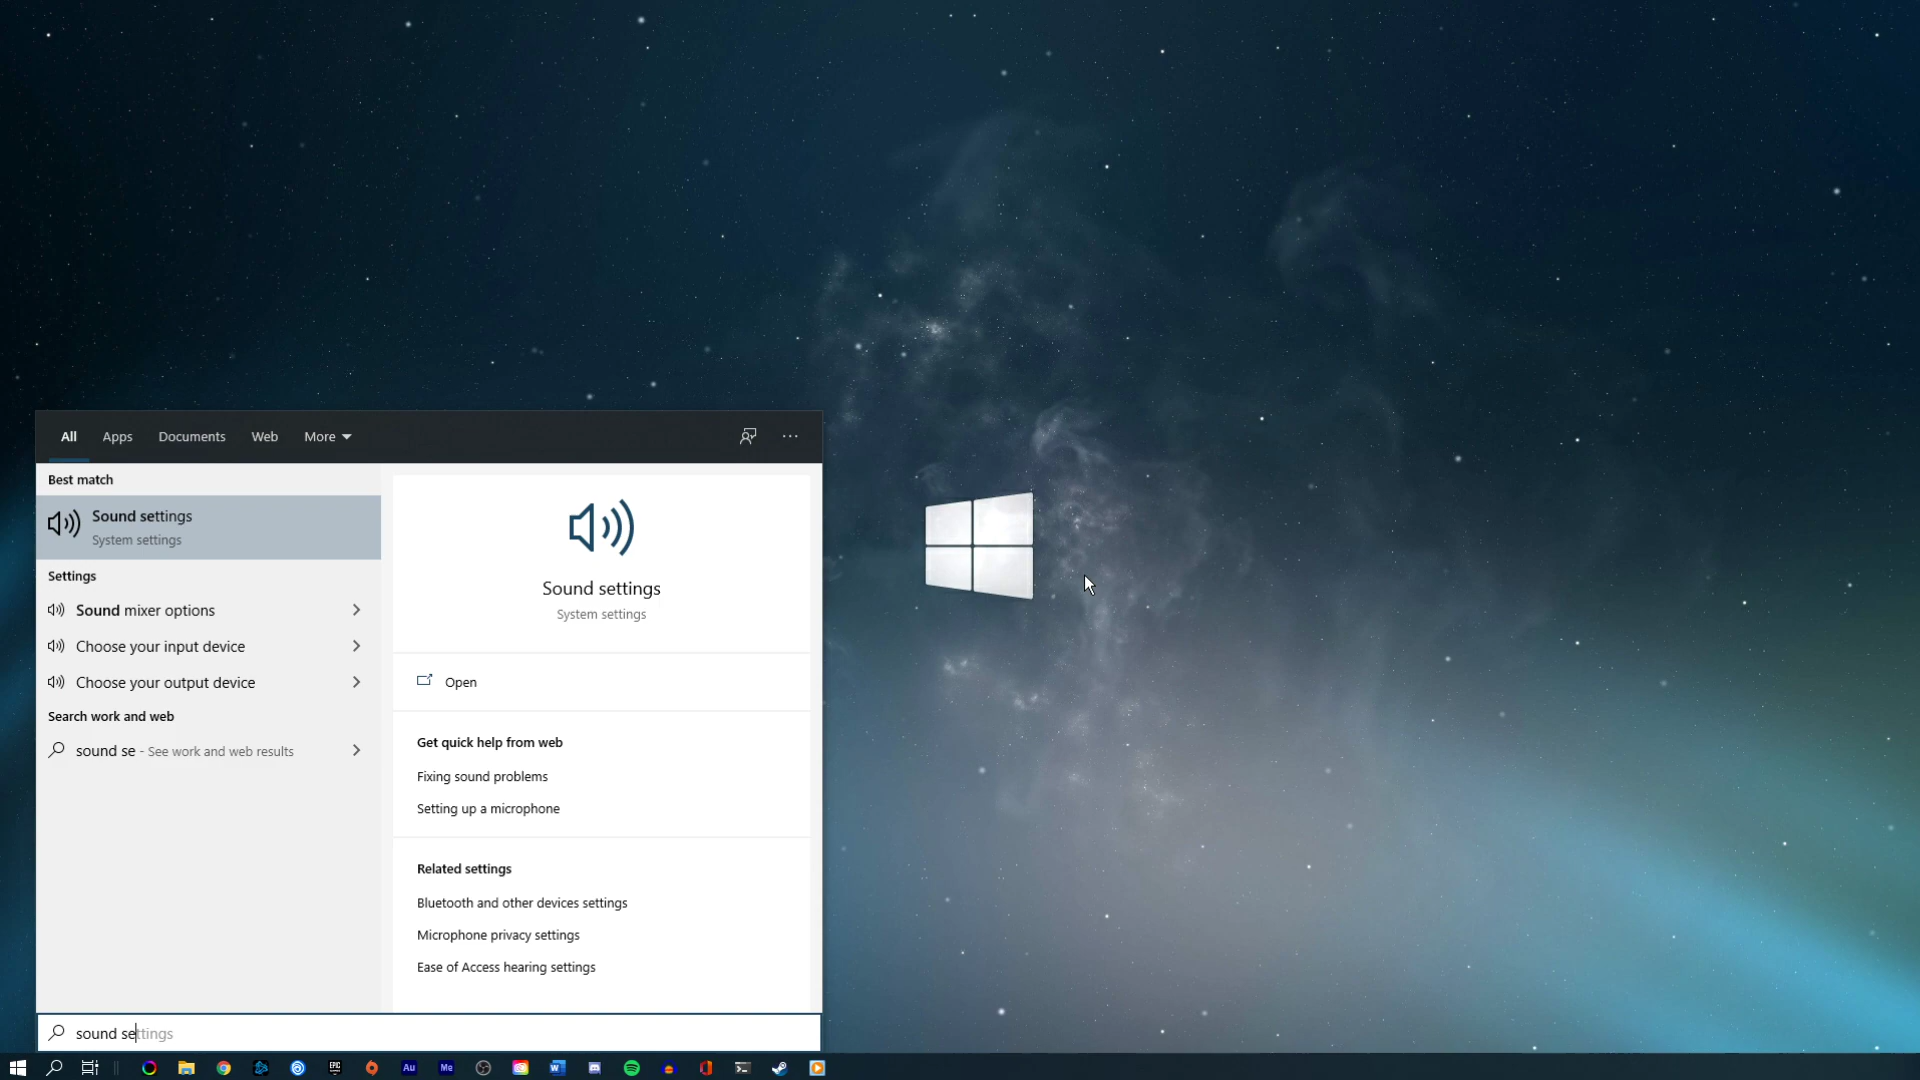 All Apps Documents Web More
Best match
Sound settings
System settings
Settings
Sound mixer options
Choose your input device
Choose your output device
Search work and web
sound se - See work and web results
Sound settings
System settings
Open
Get quick help from web
Fixing sound problems
Setting up a microphone
Related settings
Bluetooth and other devices settings
Microphone privacy settings
Ease of Access hearing settings
sound settings
EPIC
Au
Me
W